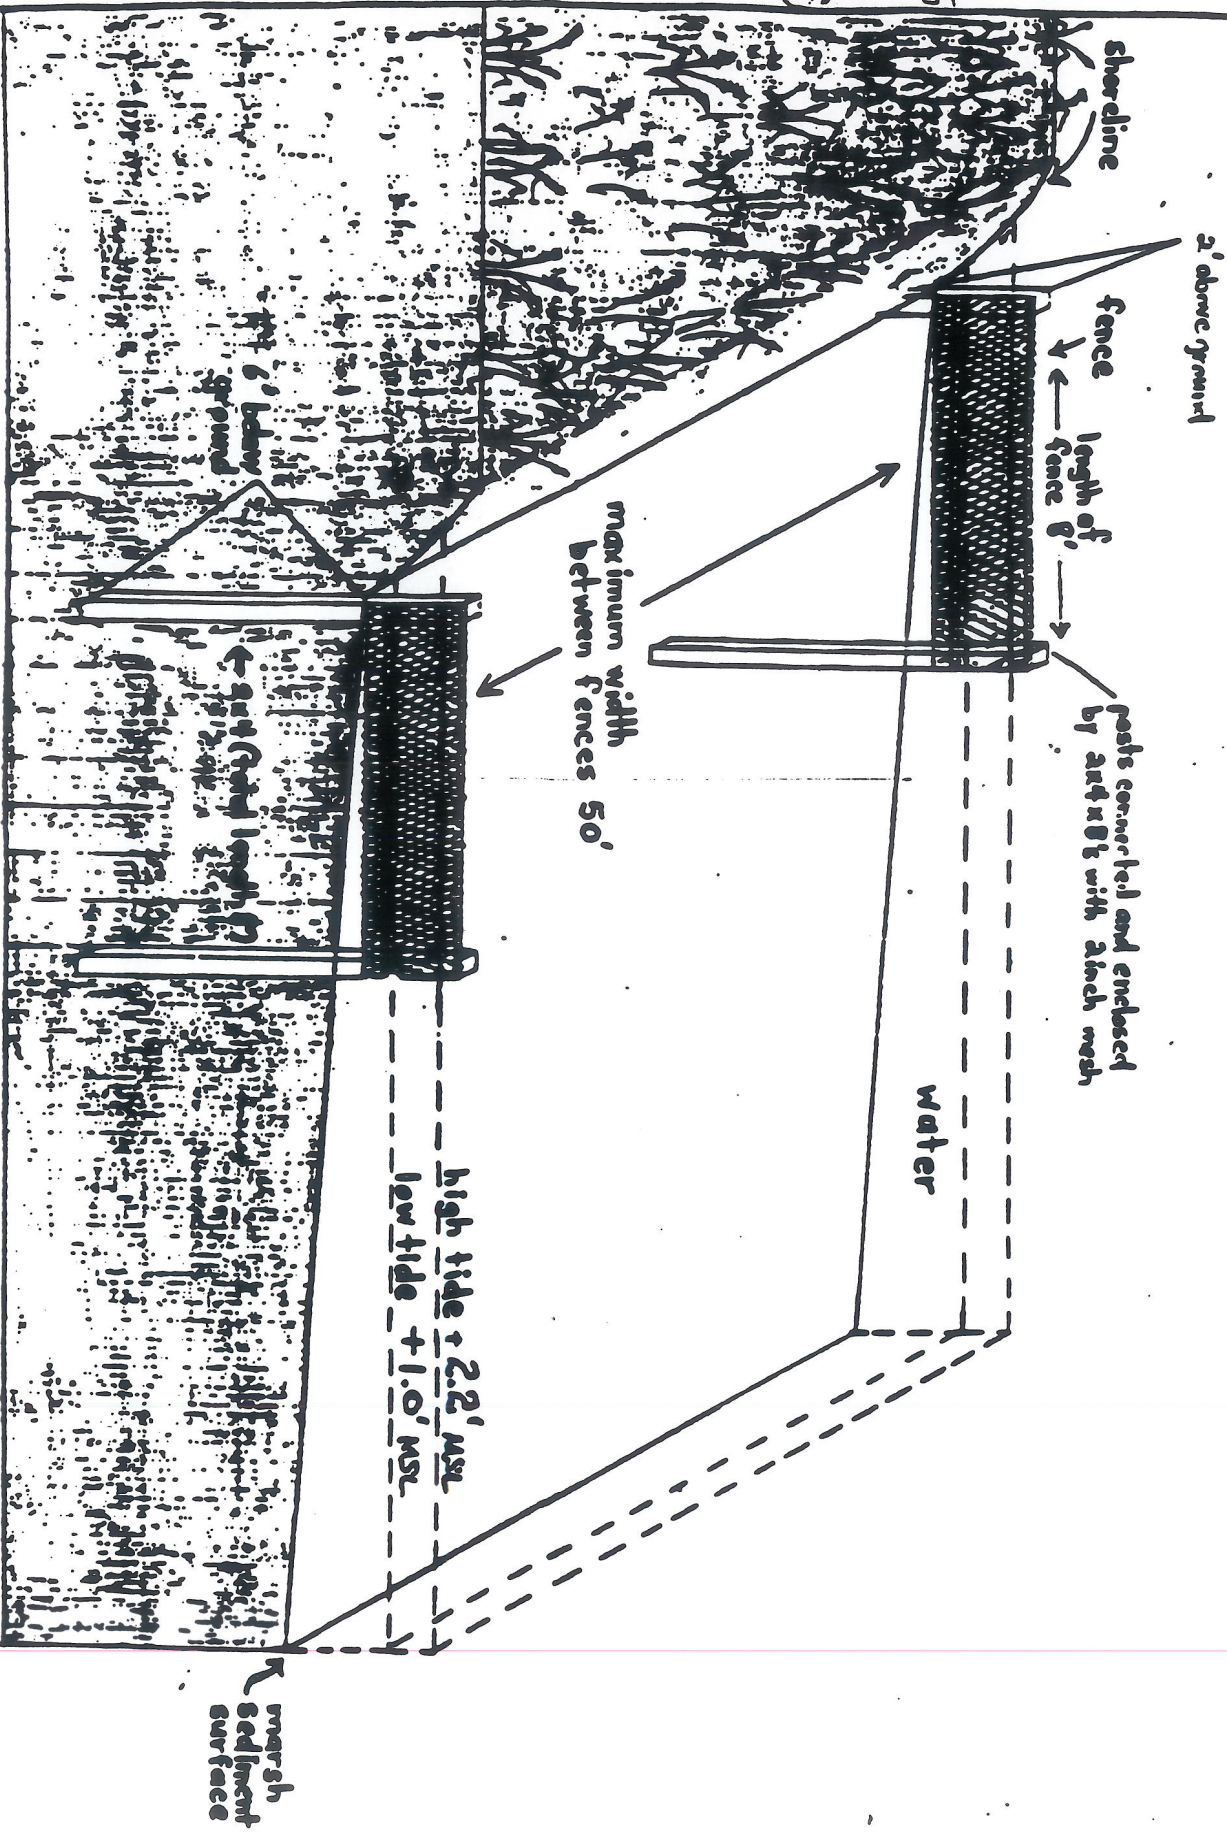 2' above ground
shoreline
fence
length of
fence 8'
posts connected and enclosed
by 2x4x8's with 2inch mesh
water
maximum width
between fences 50'
6' below
ground
high tide + 2.2' MSL
low tide +1.0' MSL
marsh
sediment
surface